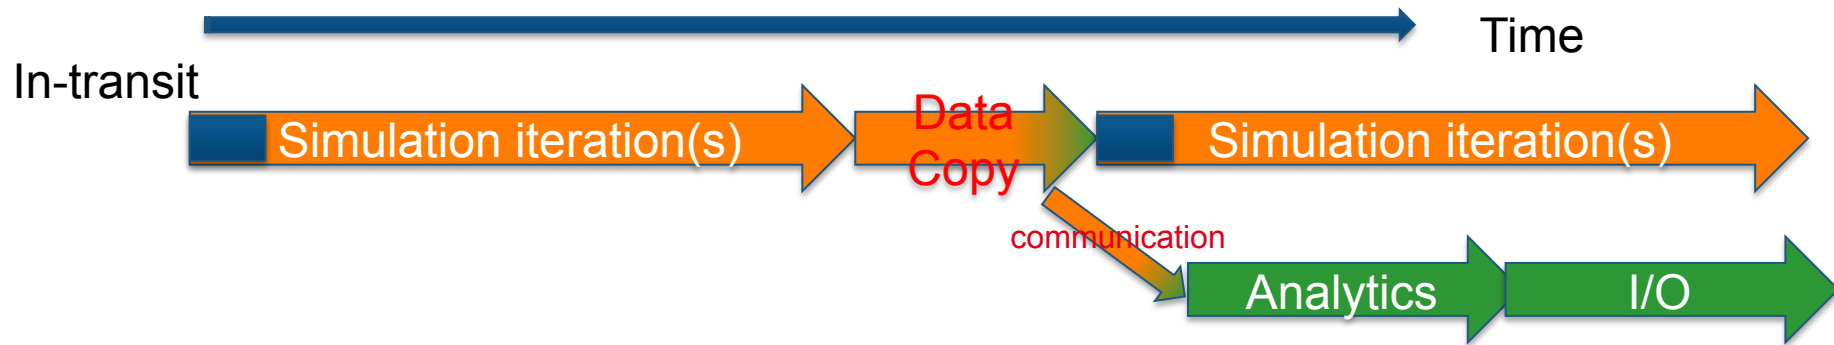 Time
In-transit
Simulation iteration(s)
Data
Copy
Simulation iteration(s)
communication
Analytics
I/O